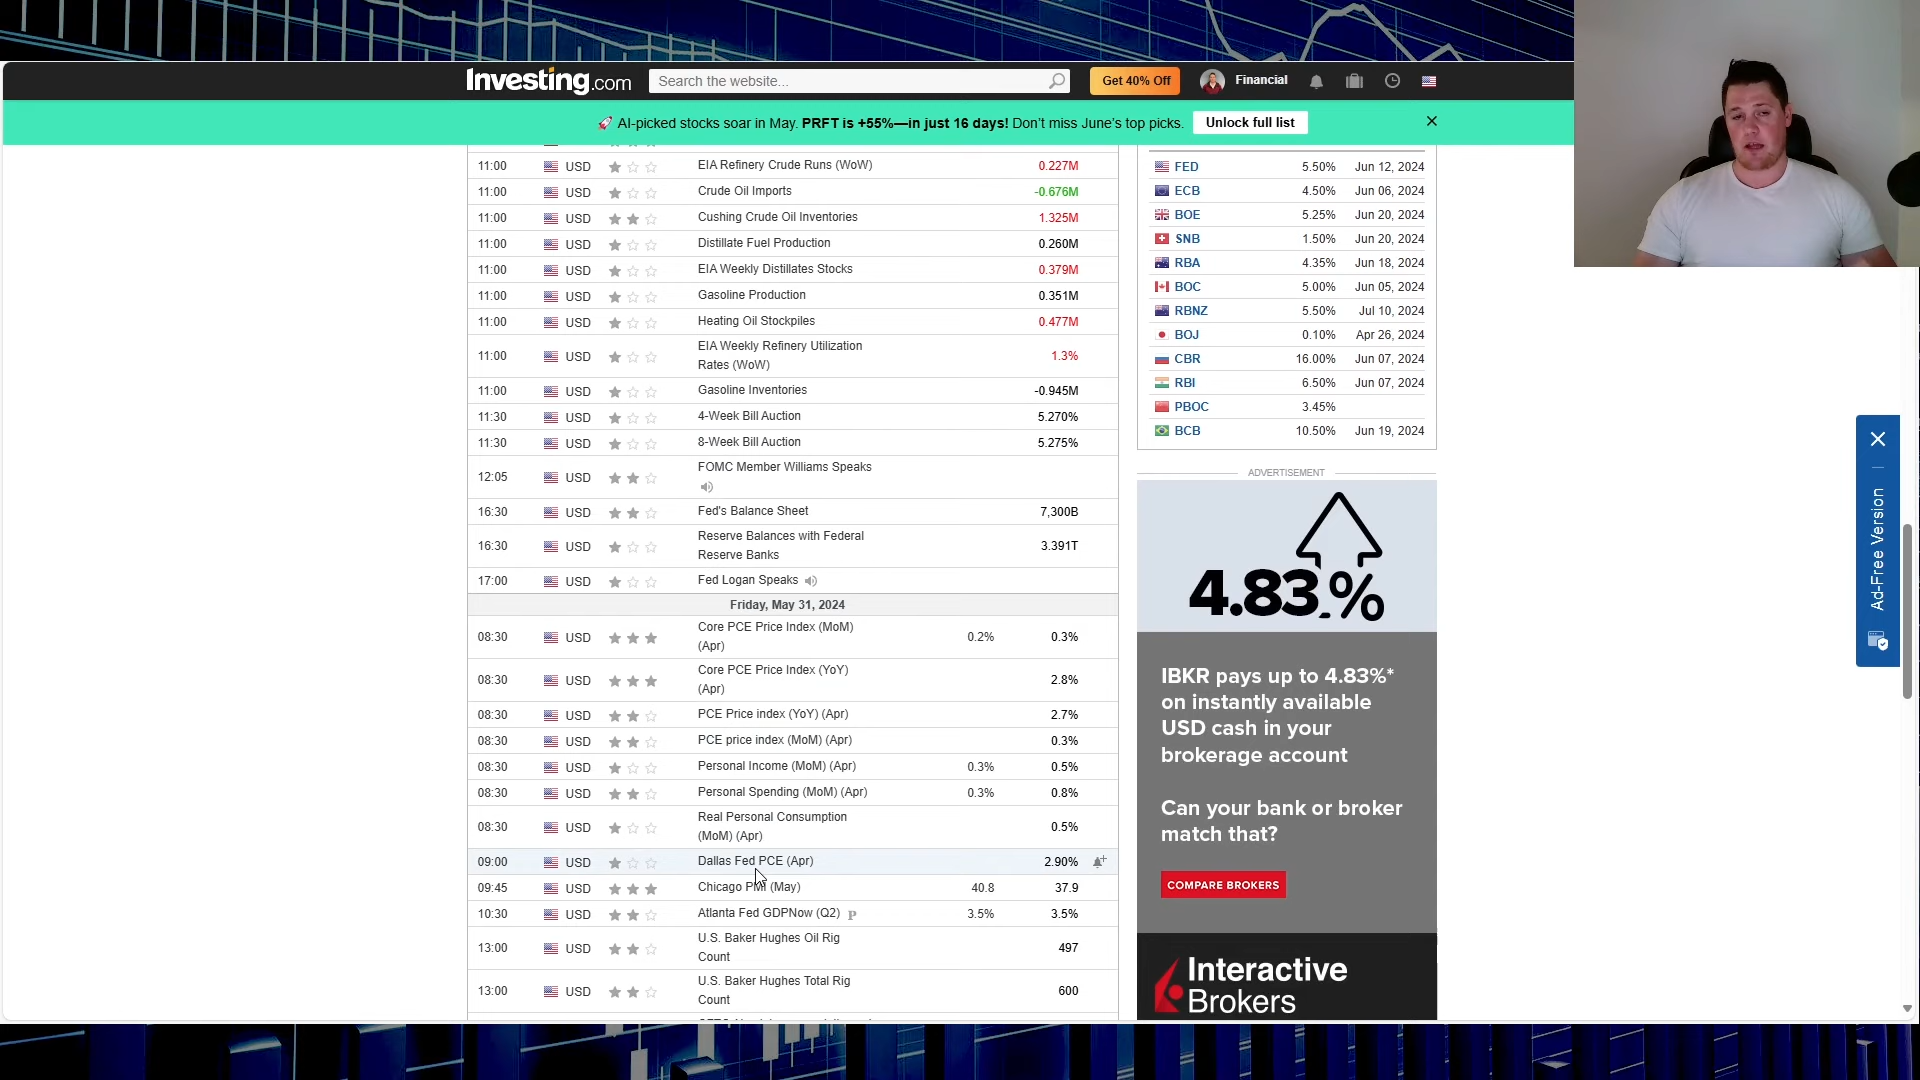 Investing.com
Search the website...
Get 40% Off
Financial
🚀 AI-picked stocks soar in May. PRFT is +55%—in just 16 days! Don't miss June's top picks.
Unlock full list
11:00 USD EIA Refinery Crude Runs (WoW) 0.227M
11:00 USD Crude Oil Imports -0.676M
11:00 USD Cushing Crude Oil Inventories 1.325M
11:00 USD Distillate Fuel Production 0.260M
11:00 USD EIA Weekly Distillates Stocks 0.379M
11:00 USD Gasoline Production 0.351M
11:00 USD Heating Oil Stockpiles 0.477M
11:00 USD EIA Weekly Refinery Utilization
Rates (WoW) 1.3%
11:00 USD Gasoline Inventories -0.945M
11:30 USD 4-Week Bill Auction 5.270%
11:30 USD 8-Week Bill Auction 5.275%
12:05 USD FOMC Member Williams Speaks
16:30 USD Fed's Balance Sheet 7,300B
16:30 USD Reserve Balances with Federal
Reserve Banks 3.391T
17:00 USD Fed Logan Speaks
Friday, May 31, 2024
08:30 USD Core PCE Price Index (MoM)
(Apr) 0.2% 0.3%
08:30 USD Core PCE Price Index (YoY)
(Apr) 2.8%
08:30 USD PCE Price index (YoY) (Apr) 2.7%
08:30 USD PCE price index (MoM) (Apr) 0.3%
08:30 USD Personal Income (MoM) (Apr) 0.3% 0.5%
08:30 USD Personal Spending (MoM) (Apr) 0.3% 0.8%
08:30 USD Real Personal Consumption
(MoM) (Apr) 0.5%
09:00 USD Dallas Fed PCE (Apr) 2.90%
09:45 USD Chicago PMI (May) 40.8 37.9
10:30 USD Atlanta Fed GDPNow (Q2) P 3.5% 3.5%
13:00 USD U.S. Baker Hughes Oil Rig
Count 497
13:00 USD U.S. Baker Hughes Total Rig
Count 600
FED 5.50% Jun 12, 2024
ECB 4.50% Jun 06, 2024
BOE 5.25% Jun 20, 2024
SNB 1.50% Jun 20, 2024
RBA 4.35% Jun 18, 2024
BOC 5.00% Jun 05, 2024
RBNZ 5.50% Jul 10, 2024
BOJ 0.10% Apr 26, 2024
CBR 16.00% Jun 07, 2024
RBI 6.50% Jun 07, 2024
PBOC 3.45%
BCB 10.50% Jun 19, 2024
ADVERTISEMENT
4.83%
IBKR pays up to 4.83%*
on instantly available
USD cash in your
brokerage account
Can your bank or broker
match that?
COMPARE BROKERS
Interactive
Brokers
Ad-Free Version